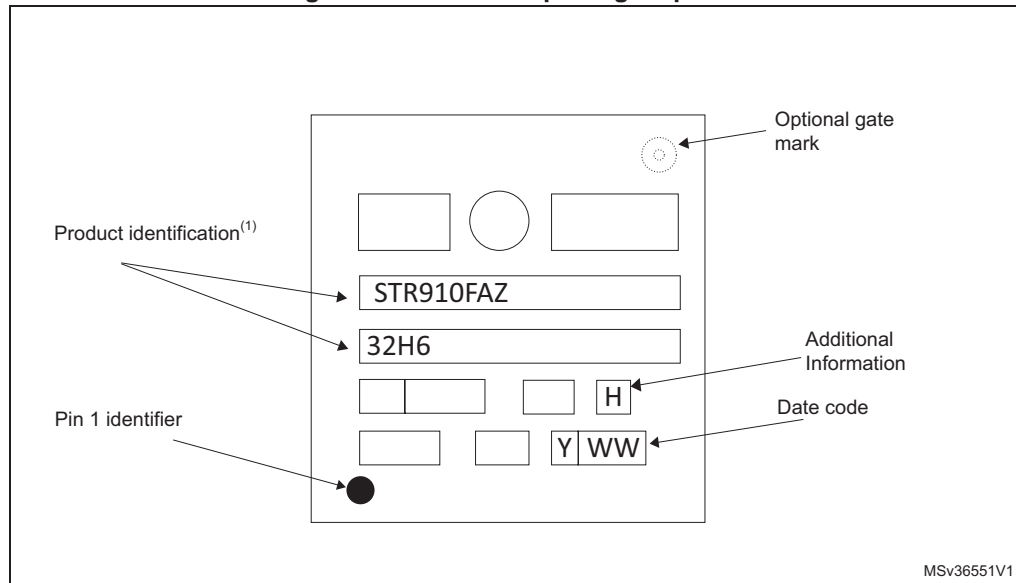 Optional gate
mark
Product identification(1)
STR910FAZ
32H6
Additional
Information
H
Pin 1 identifier
Date code
Y WW
MSv36551V1